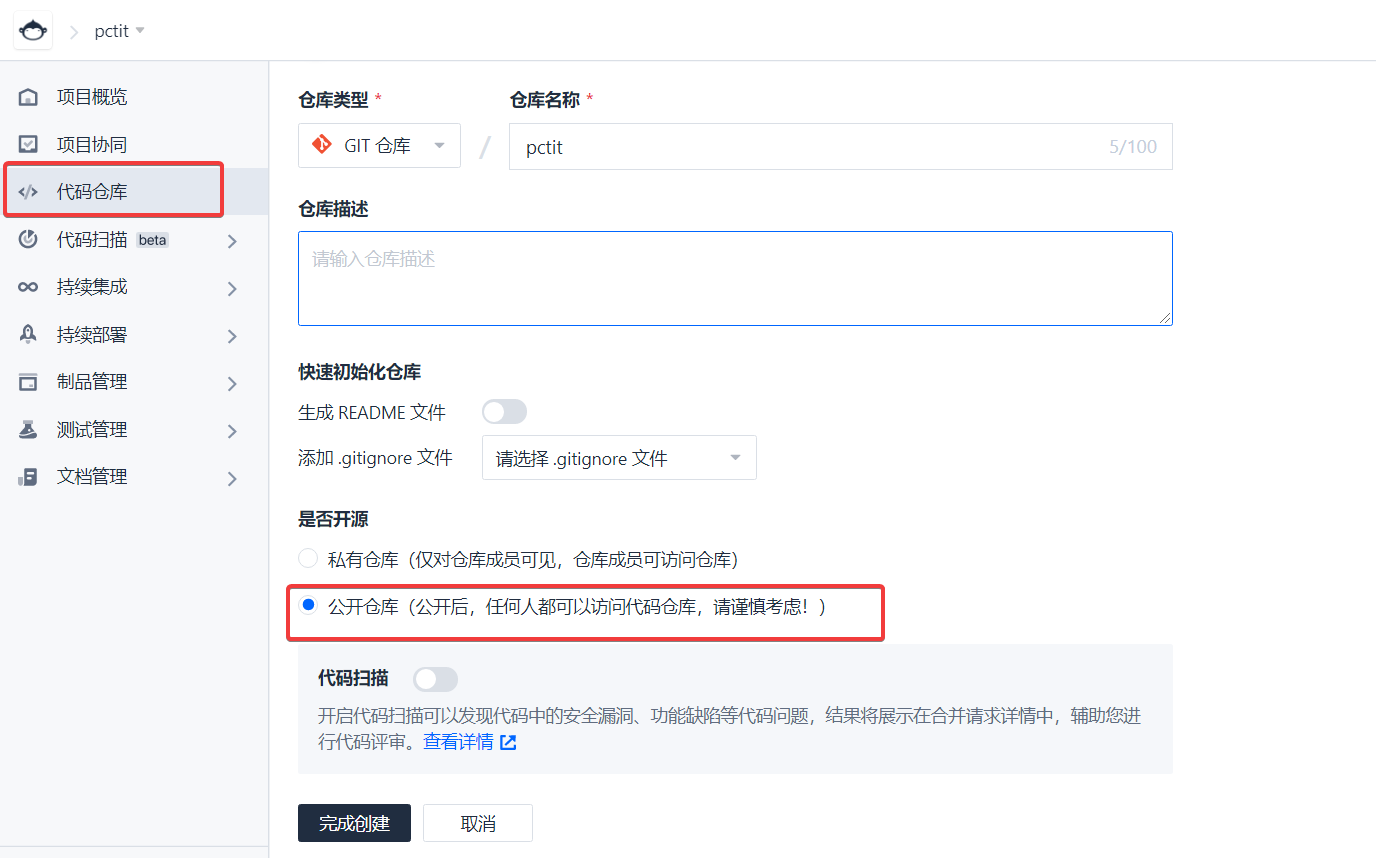 pctit
项目概览
项目协同
代码仓库
代码扫描 beta
持续集成
持续部署
制品管理
测试管理
文档管理
仓库类型 * 仓库名称 *
GIT 仓库 / pctit 5/100
仓库描述
请输入仓库描述
快速初始化仓库
生成 README 文件
添加 .gitignore 文件 请选择 .gitignore 文件
是否开源
私有仓库（仅对仓库成员可见，仓库成员可访问仓库）
公开仓库（公开后，任何人都可以访问代码仓库，请谨慎考虑！）
代码扫描
开启代码扫描可以发现代码中的安全漏洞、功能缺陷等代码问题，结果将展示在合并请求详情中，辅助您进
行代码评审。查看详情
完成创建 取消